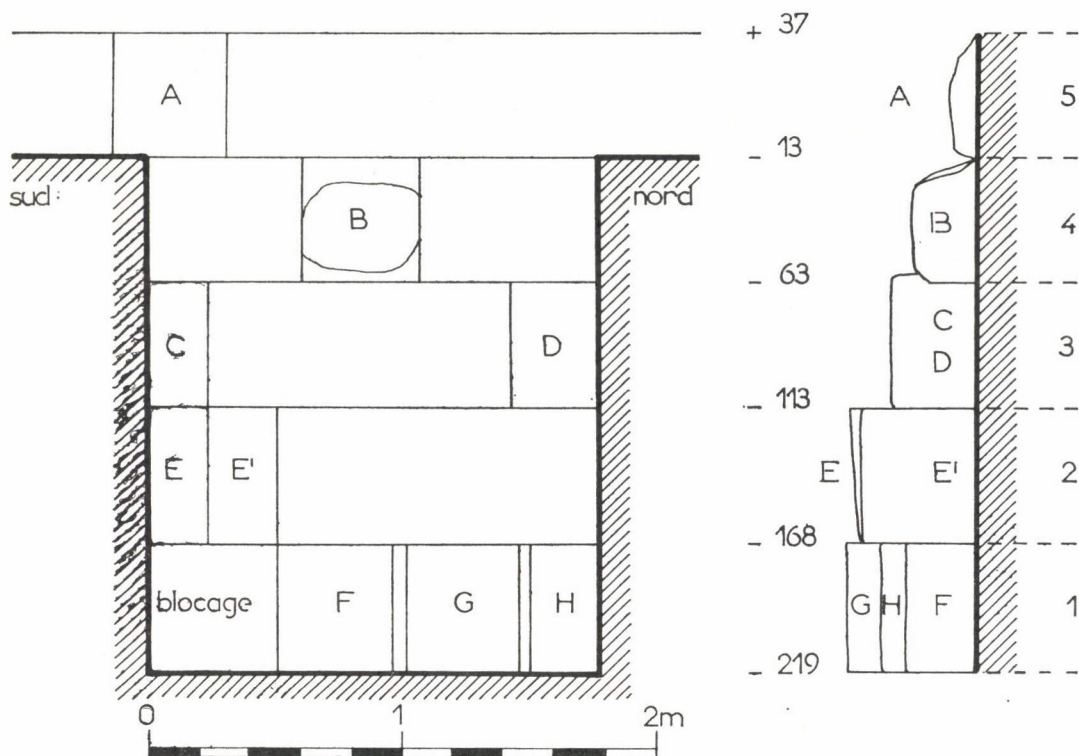 + 37
A A 5
- 13
sud: nord
B B 4
- 63
C D C D 3
- 113
E E' E E' 2
- 168
blocage F G H G H F 1
- 219
0 1 2m